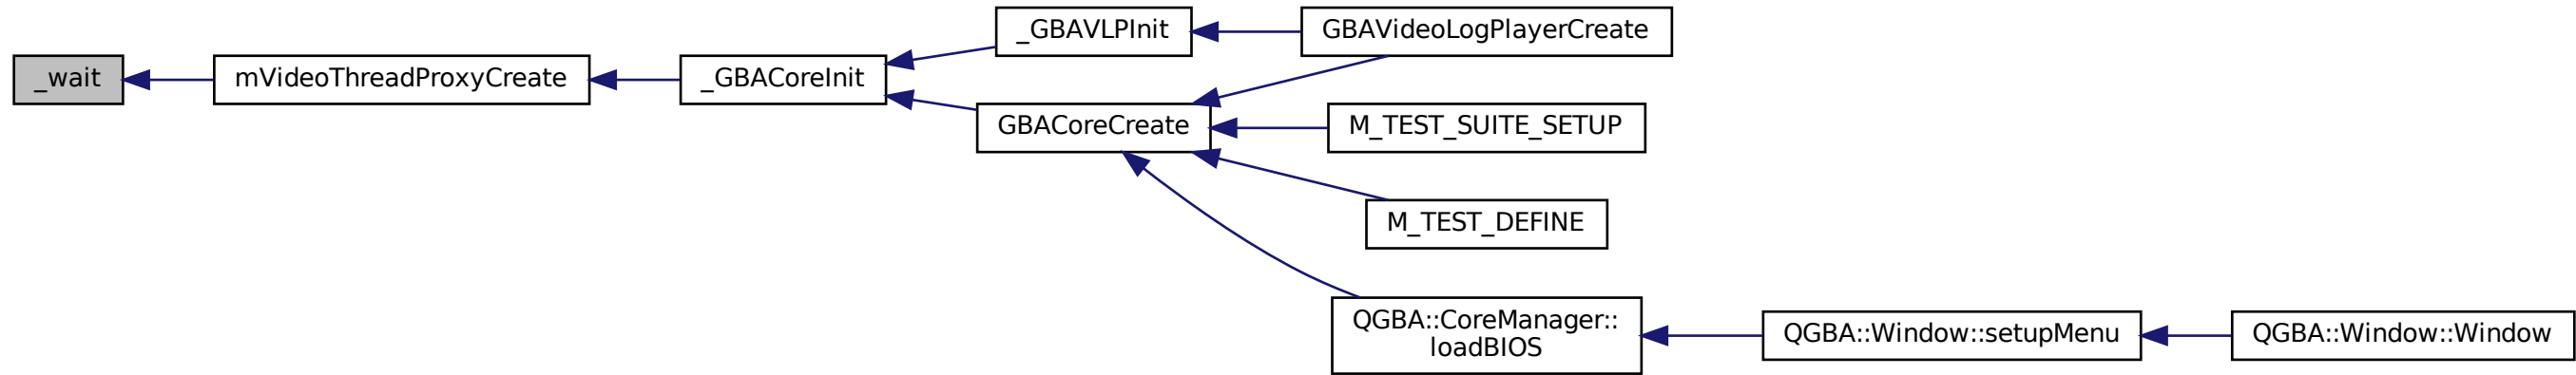 _wait
mVideoThreadProxyCreate
_GBACoreInit
_GBAVLPInit
GBAVideoLogPlayerCreate
GBACoreCreate
M_TEST_SUITE_SETUP
M_TEST_DEFINE
QGBA::CoreManager::
loadBIOS
QGBA::Window::setupMenu
QGBA::Window::Window